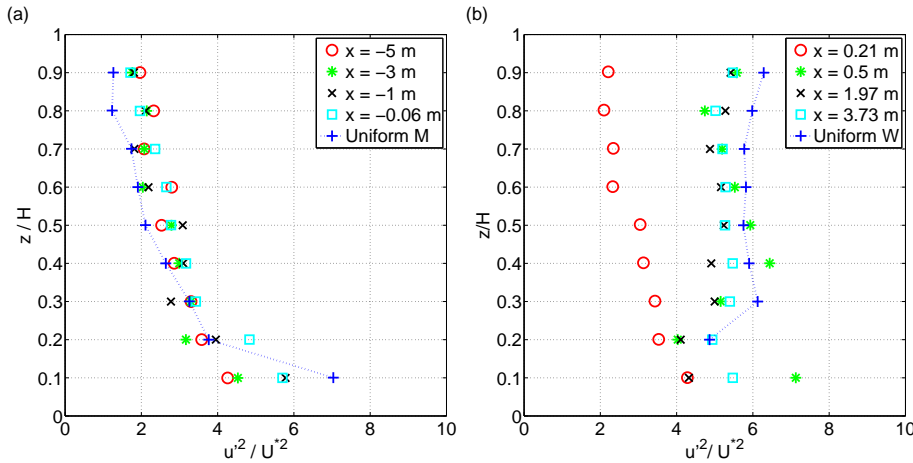 (a)
0.9
0.8
0.7
0.6
0.5
0.4
0.3
0.2
0.1
0
z / H
0 2 4 6 8 10
u'² / U*²
x = −5 m
x = −3 m
x = −1 m
x = −0.06 m
Uniform M
(b)
0.9
0.8
0.7
0.6
0.5
0.4
0.3
0.2
0.1
0
z/H
0 2 4 6 8 10
u'² / U*²
x = 0.21 m
x = 0.5 m
x = 1.97 m
x = 3.73 m
Uniform W